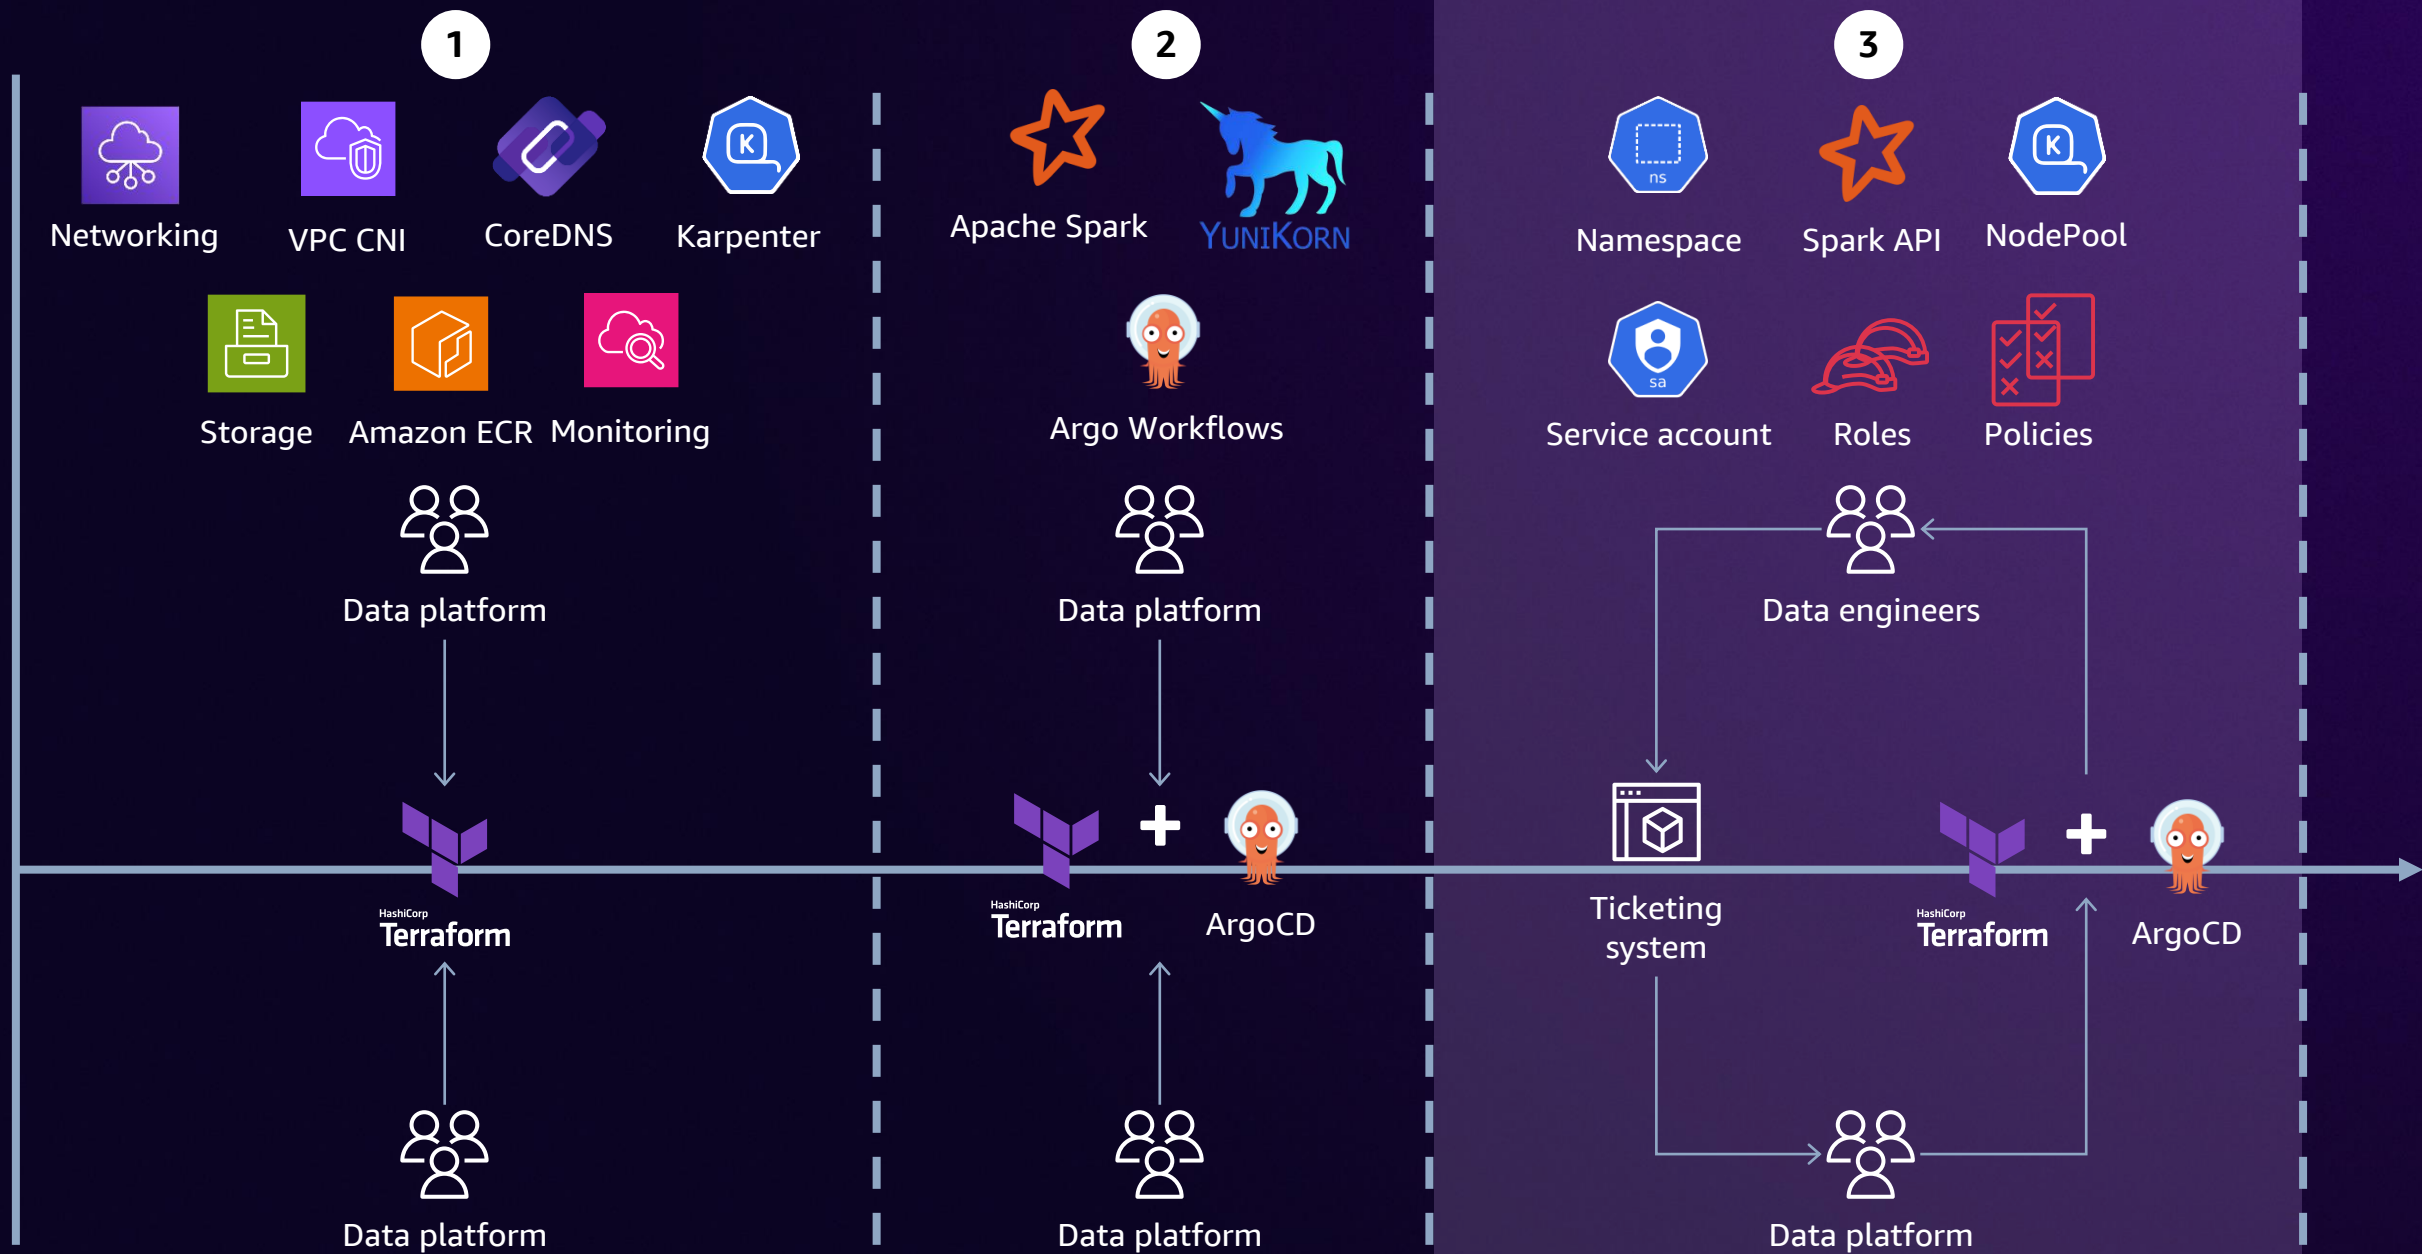 1
2
3
Networking
VPC CNI
CoreDNS
Karpenter
Storage
Amazon ECR
Monitoring
Data platform
HashiCorp
Terraform
Data platform
Apache Spark
YUNIKORN
Argo Workflows
Data platform
HashiCorp
Terraform
ArgoCD
Data platform
ns
Namespace
Spark API
NodePool
sa
Service account
Roles
Policies
Data engineers
Ticketing
system
HashiCorp
Terraform
ArgoCD
Data platform